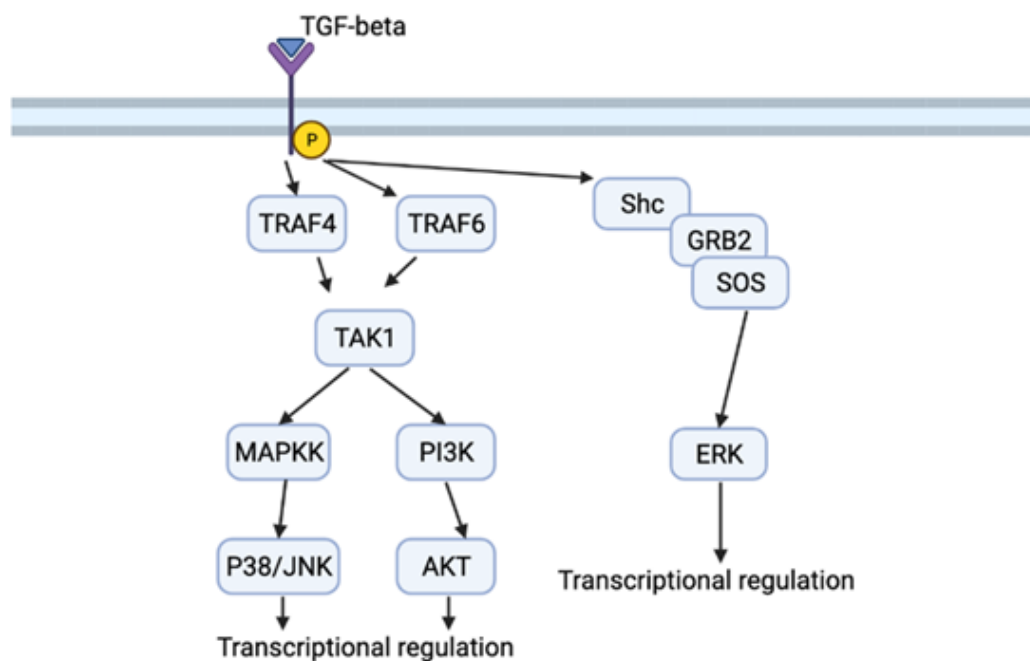 TGF-beta
P
TRAF4
TRAF6
Shc
GRB2
SOS
TAK1
MAPKK
PI3K
ERK
P38/JNK
AKT
Transcriptional regulation
Transcriptional regulation